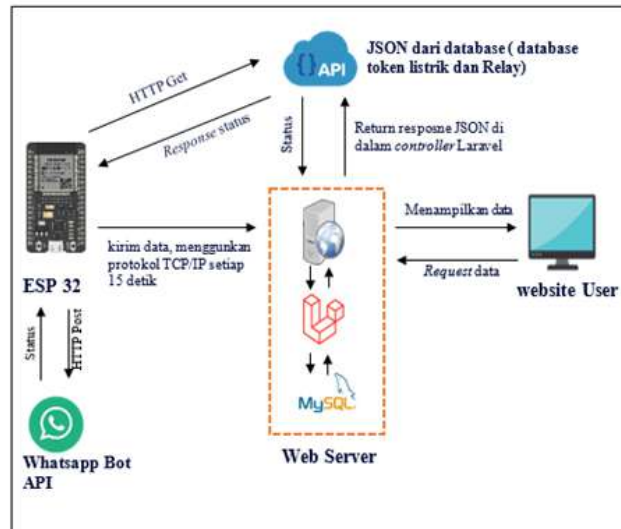 { } API
JSON dari database ( database
token listrik dan Relay)
HTTP Get
Response status
Status
Return resposne JSON di
dalam controller Laravel
kirim data, menggunkan
protokol TCP/IP setiap
15 detik
Menampilkan data
Request data
ESP 32
website User
Status
HTTP Post
MySQL
Whatsapp Bot
API
Web Server